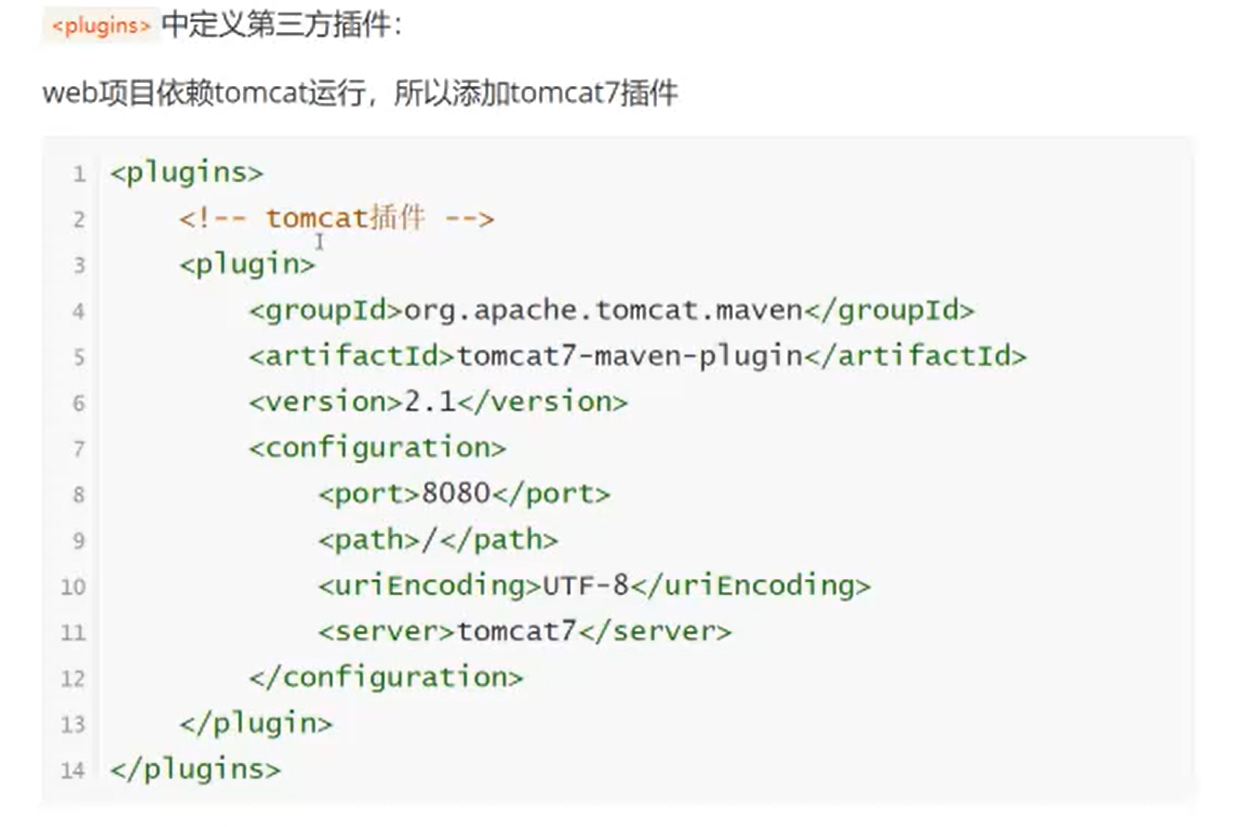 <plugins>中定义第三方插件：
web项目依赖tomcat运行，所以添加tomcat7插件
1 <plugins>
2     <!-- tomcat插件 -->
3     <plugin>
4         <groupId>org.apache.tomcat.maven</groupId>
5         <artifactId>tomcat7-maven-plugin</artifactId>
6         <version>2.1</version>
7         <configuration>
8             <port>8080</port>
9             <path>/</path>
10             <uriEncoding>UTF-8</uriEncoding>
11             <server>tomcat7</server>
12         </configuration>
13     </plugin>
14 </plugins>